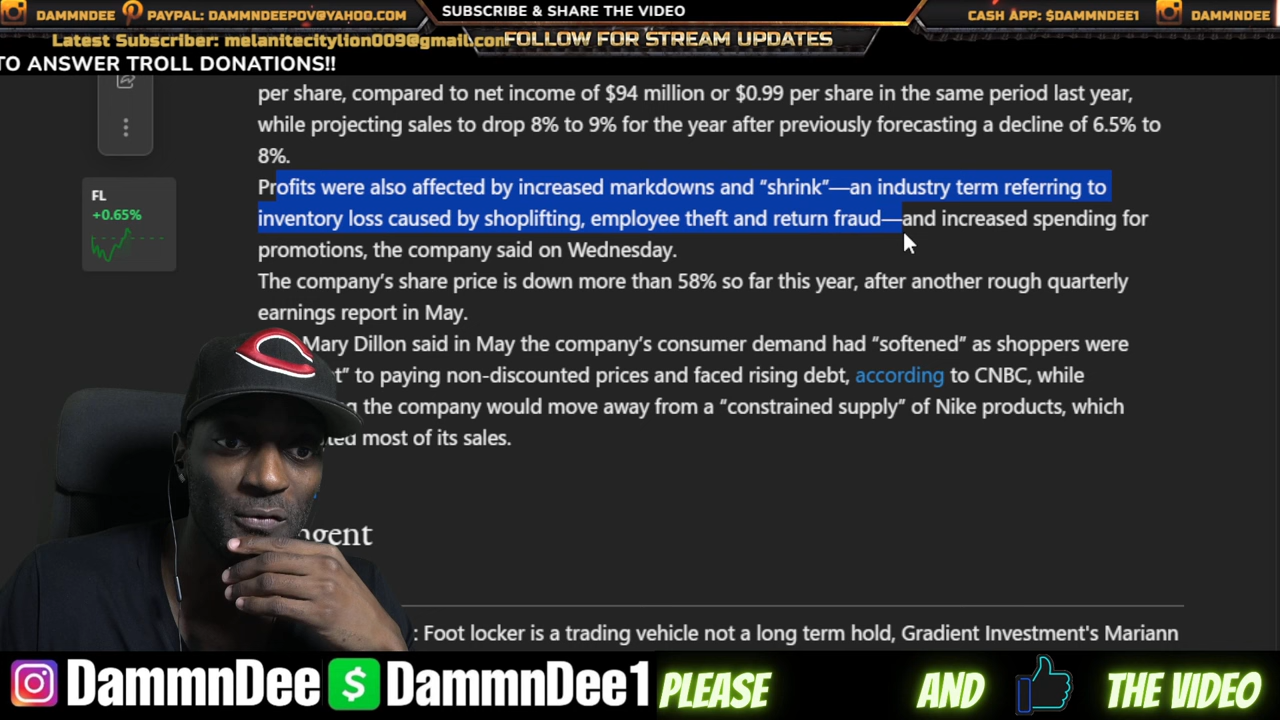 DAMMNDEE PAYPAL: DAMMNDEEPOV@YAHOO.COM SUBSCRIBE & SHARE THE VIDEO CASH APP: $DAMMNDEE1 DAMMNDEE
Latest Subscriber: melanitecitylion009@gmail.com FOLLOW FOR STREAM UPDATES
TO ANSWER TROLL DONATIONS!!
per share, compared to net income of $94 million or $0.99 per share in the same period last year,
while projecting sales to drop 8% to 9% for the year after previously forecasting a decline of 6.5% to
8%.
Profits were also affected by increased markdowns and “shrink”—an industry term referring to
inventory loss caused by shoplifting, employee theft and return fraud—and increased spending for
promotions, the company said on Wednesday.
The company’s share price is down more than 58% so far this year, after another rough quarterly
earnings report in May.
Mary Dillon said in May the company’s consumer demand had “softened” as shoppers were
to paying non-discounted prices and faced rising debt, according to CNBC, while
the company would move away from a “constrained supply” of Nike products, which
most of its sales.
FL
+0.65%
: Foot locker is a trading vehicle not a long term hold, Gradient Investment's Mariann
DammnDee DammnDee1 PLEASE AND THE VIDEO